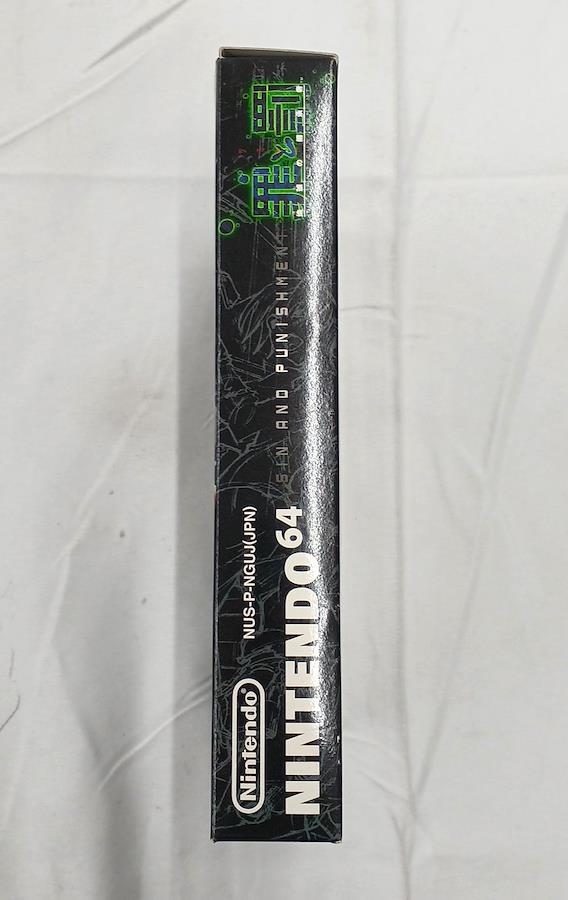 Nintendo®
NUS-P-NGUJ(JPN)
NINTENDO64
SIN AND PUNISHMENT
罪と罰